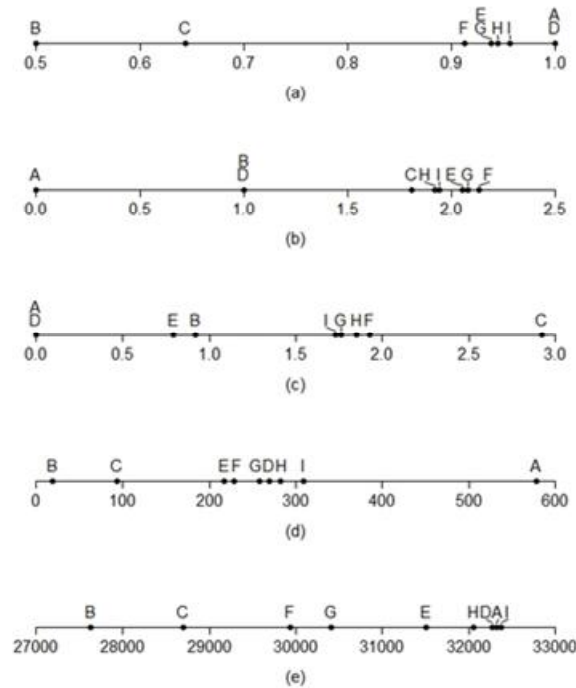 E A
B C F G H I D
0.5 0.6 0.7 0.8 0.9 1.0
(a)
B
A D C H I E G F
0.0 0.5 1.0 1.5 2.0 2.5
(b)
A
D E B I G H F C
0.0 0.5 1.0 1.5 2.0 2.5 3.0
(c)
B C E F G D H I A
0 100 200 300 400 500 600
(d)
B C F G E H D A I
27000 28000 29000 30000 31000 32000 33000
(e)